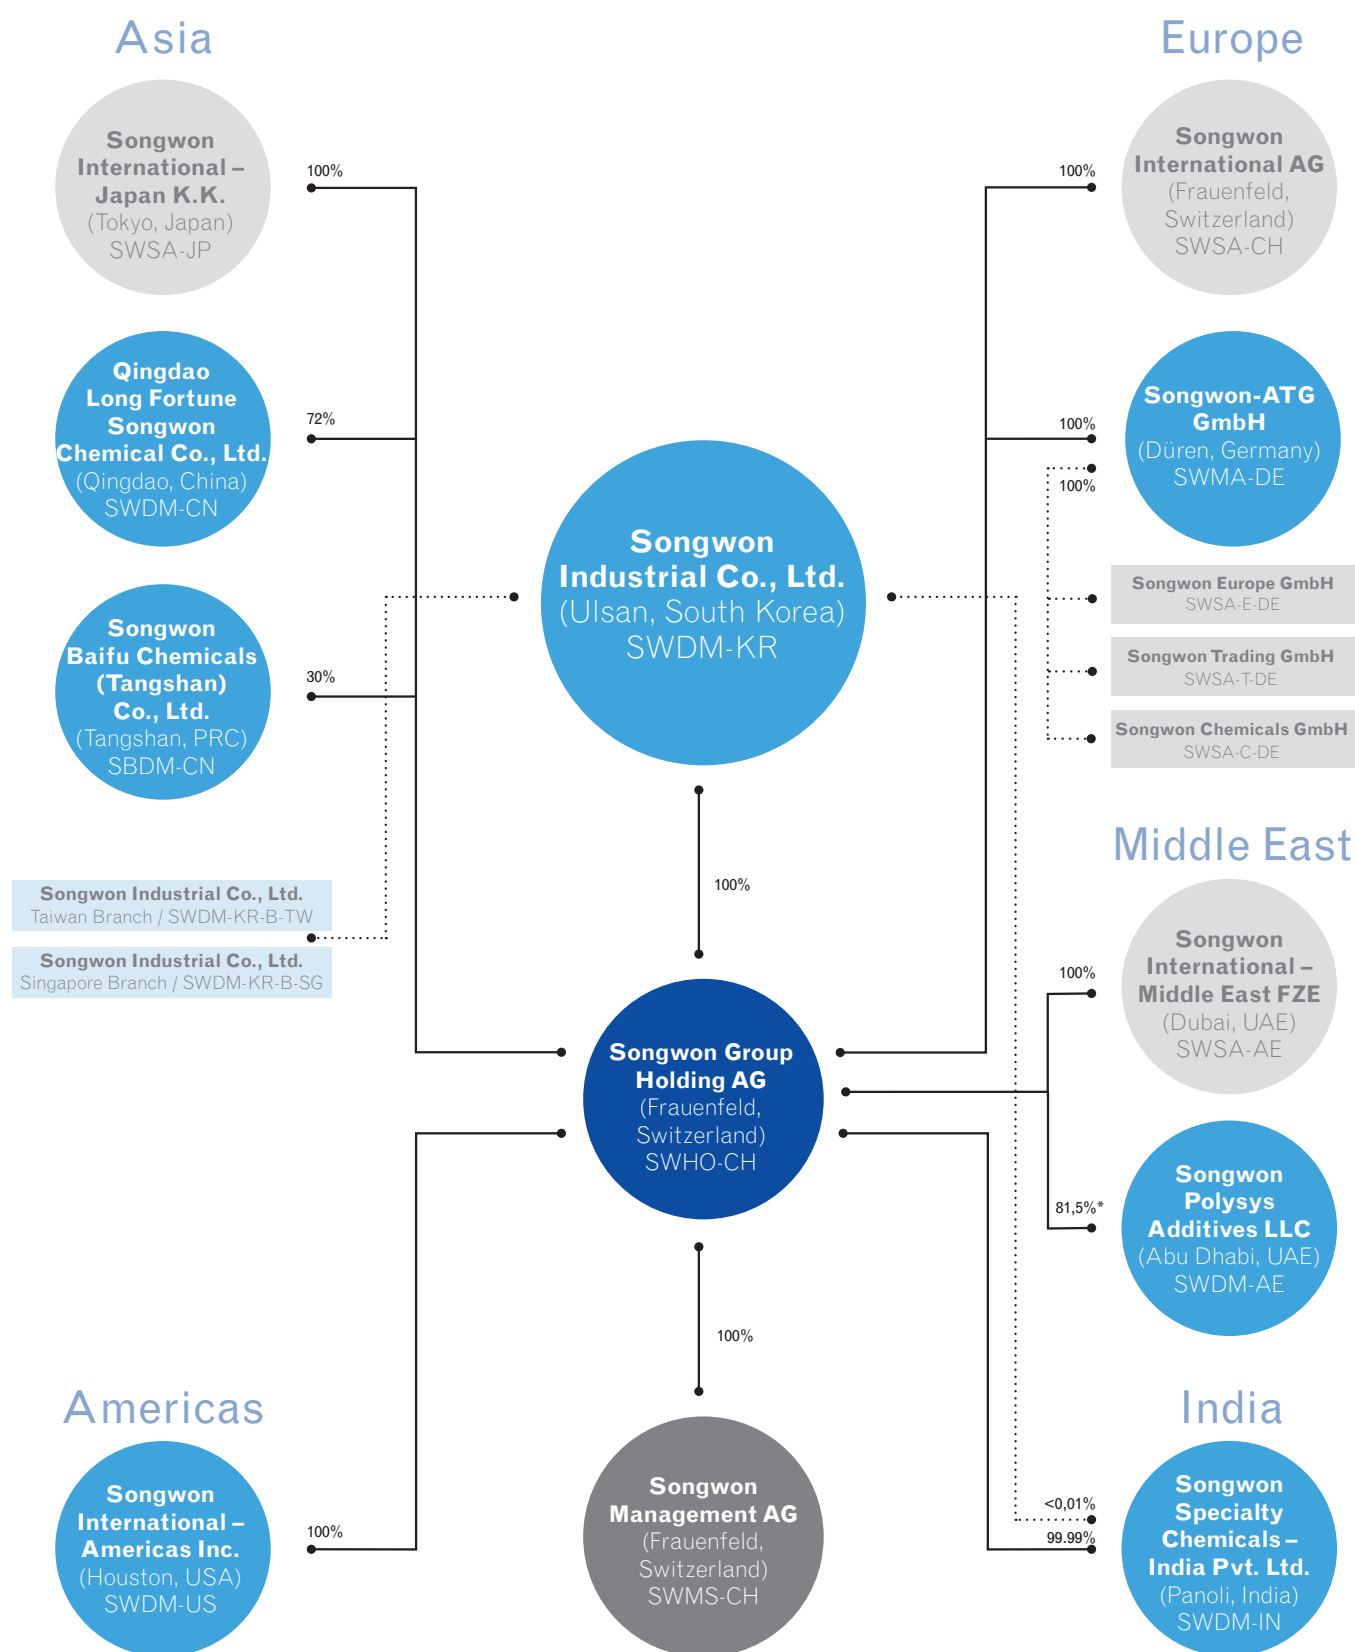 Asia
Songwon
International –
Japan K.K.
(Tokyo, Japan)
SWSA-JP
100%
Qingdao
Long Fortune
Songwon
Chemical Co., Ltd.
(Qingdao, China)
SWDM-CN
72%
Songwon
Baifu Chemicals
(Tangshan)
Co., Ltd.
(Tangshan, PRC)
SBDM-CN
30%
Songwon Industrial Co., Ltd.
Taiwan Branch / SWDM-KR-B-TW
Songwon Industrial Co., Ltd.
Singapore Branch / SWDM-KR-B-SG
Americas
Songwon
International –
Americas Inc.
(Houston, USA)
SWDM-US
100%
Songwon
Industrial Co., Ltd.
(Ulsan, South Korea)
SWDM-KR
100%
Songwon Group
Holding AG
(Frauenfeld,
Switzerland)
SWHO-CH
100%
Songwon
Management AG
(Frauenfeld,
Switzerland)
SWMS-CH
Europe
100%
Songwon
International AG
(Frauenfeld,
Switzerland)
SWSA-CH
100%
100%
Songwon-ATG
GmbH
(Düren, Germany)
SWMA-DE
Songwon Europe GmbH
SWSA-E-DE
Songwon Trading GmbH
SWSA-T-DE
Songwon Chemicals GmbH
SWSA-C-DE
Middle East
100%
Songwon
International –
Middle East FZE
(Dubai, UAE)
SWSA-AE
81,5%*
Songwon
Polysys
Additives LLC
(Abu Dhabi, UAE)
SWDM-AE
India
<0,01%
99.99%
Songwon
Specialty
Chemicals –
India Pvt. Ltd.
(Panoli, India)
SWDM-IN